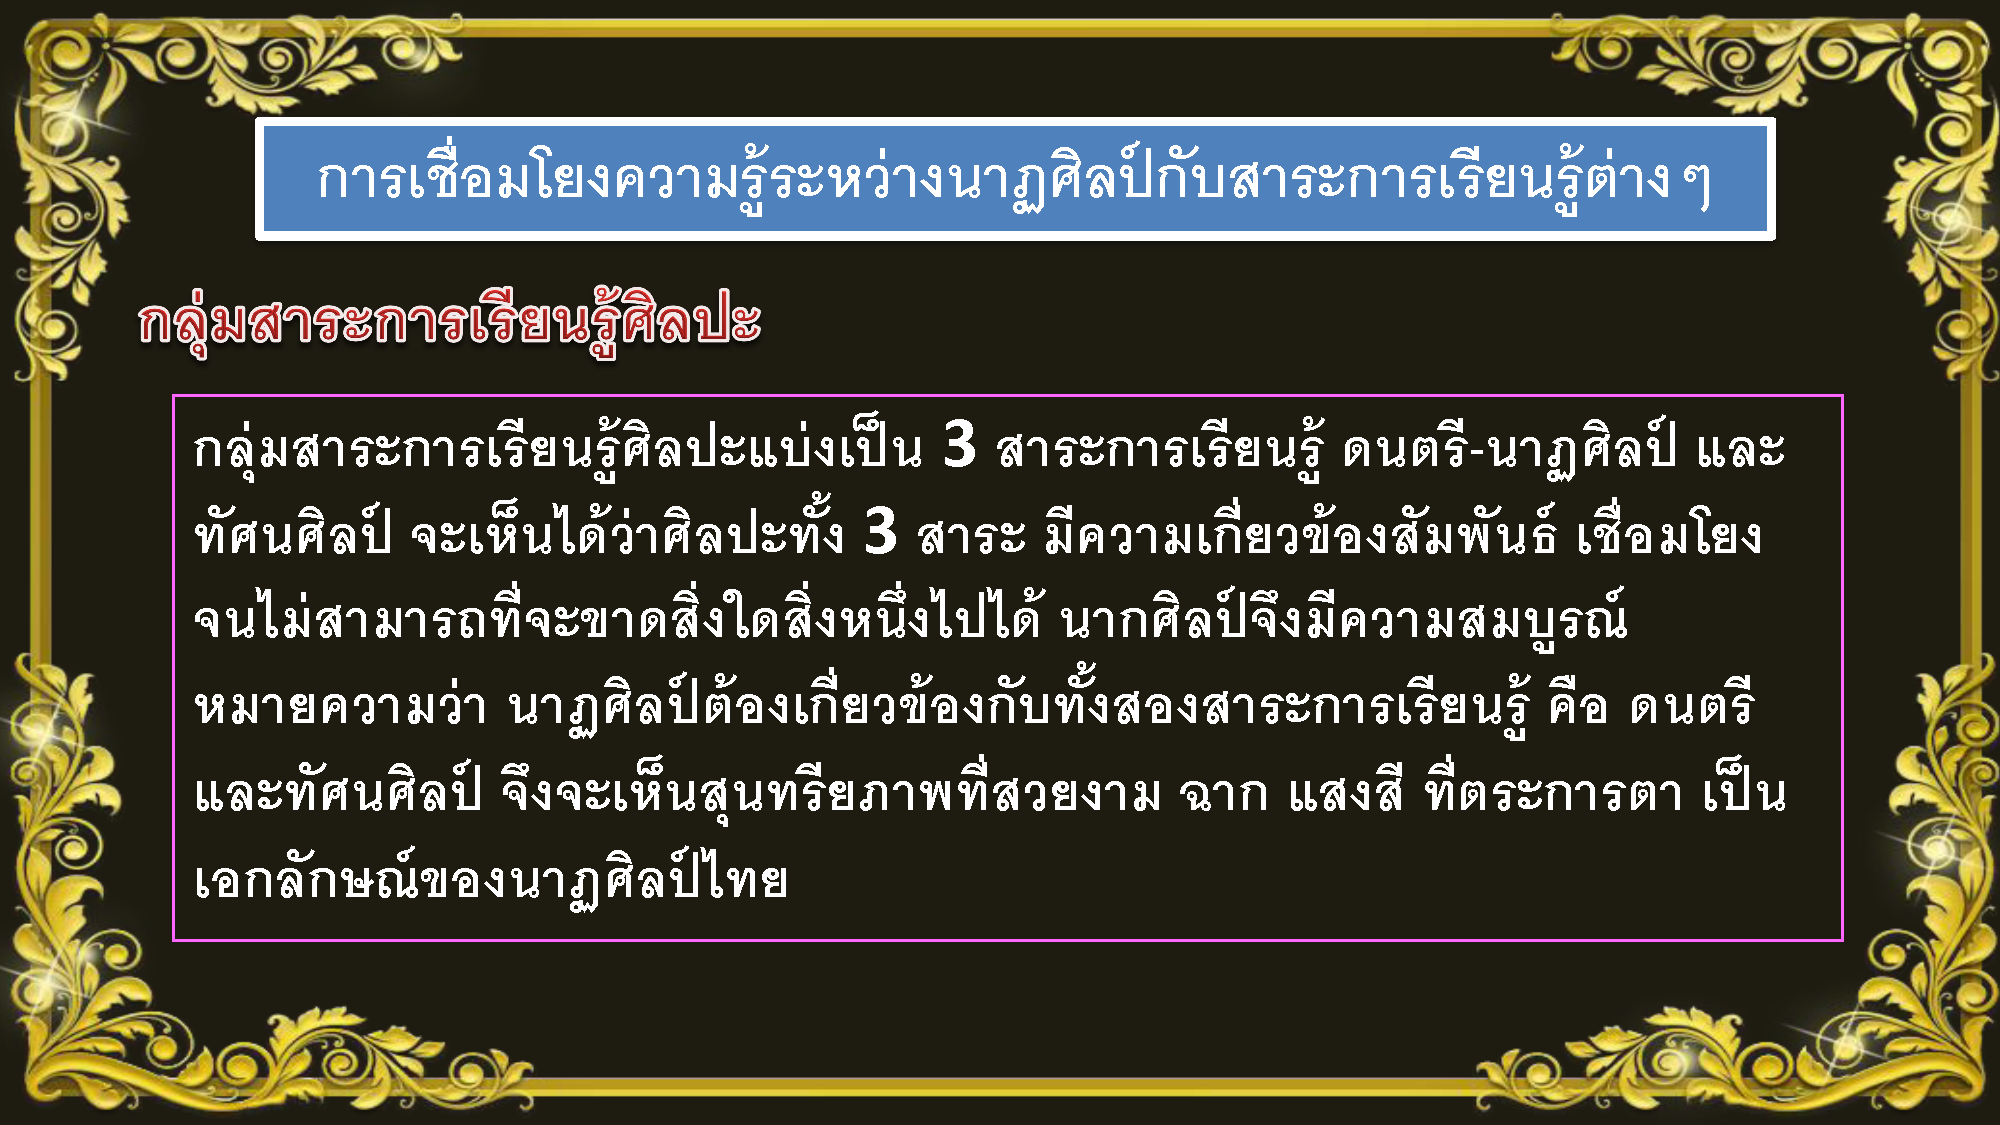 การเชื่อมโยงความรู้ระหว่างนาฏศิลป์กับสาระการเรียนรู้ต่าง ๆ
กลุ่มสาระการเรียนรู้ศิลปะ
กลุ่มสาระการเรียนรู้ศิลปะแบ่งเป็น 3 สาระการเรียนรู้ ดนตรี-นาฏศิลป์ และ
ทัศนศิลป์ จะเห็นได้ว่าศิลปะทั้ง 3 สาระ มีความเกี่ยวข้องสัมพันธ์ เชื่อมโยง
จนไม่สามารถที่จะขาดสิ่งใดสิ่งหนึ่งไปได้ นากศิลป์จึงมีความสมบูรณ์
หมายความว่า นาฏศิลป์ต้องเกี่ยวข้องกับทั้งสองสาระการเรียนรู้ คือ ดนตรี
และทัศนศิลป์ จึงจะเห็นสุนทรียภาพที่สวยงาม ฉาก แสงสี ที่ตระการตา เป็น
เอกลักษณ์ของนาฏศิลป์ไทย